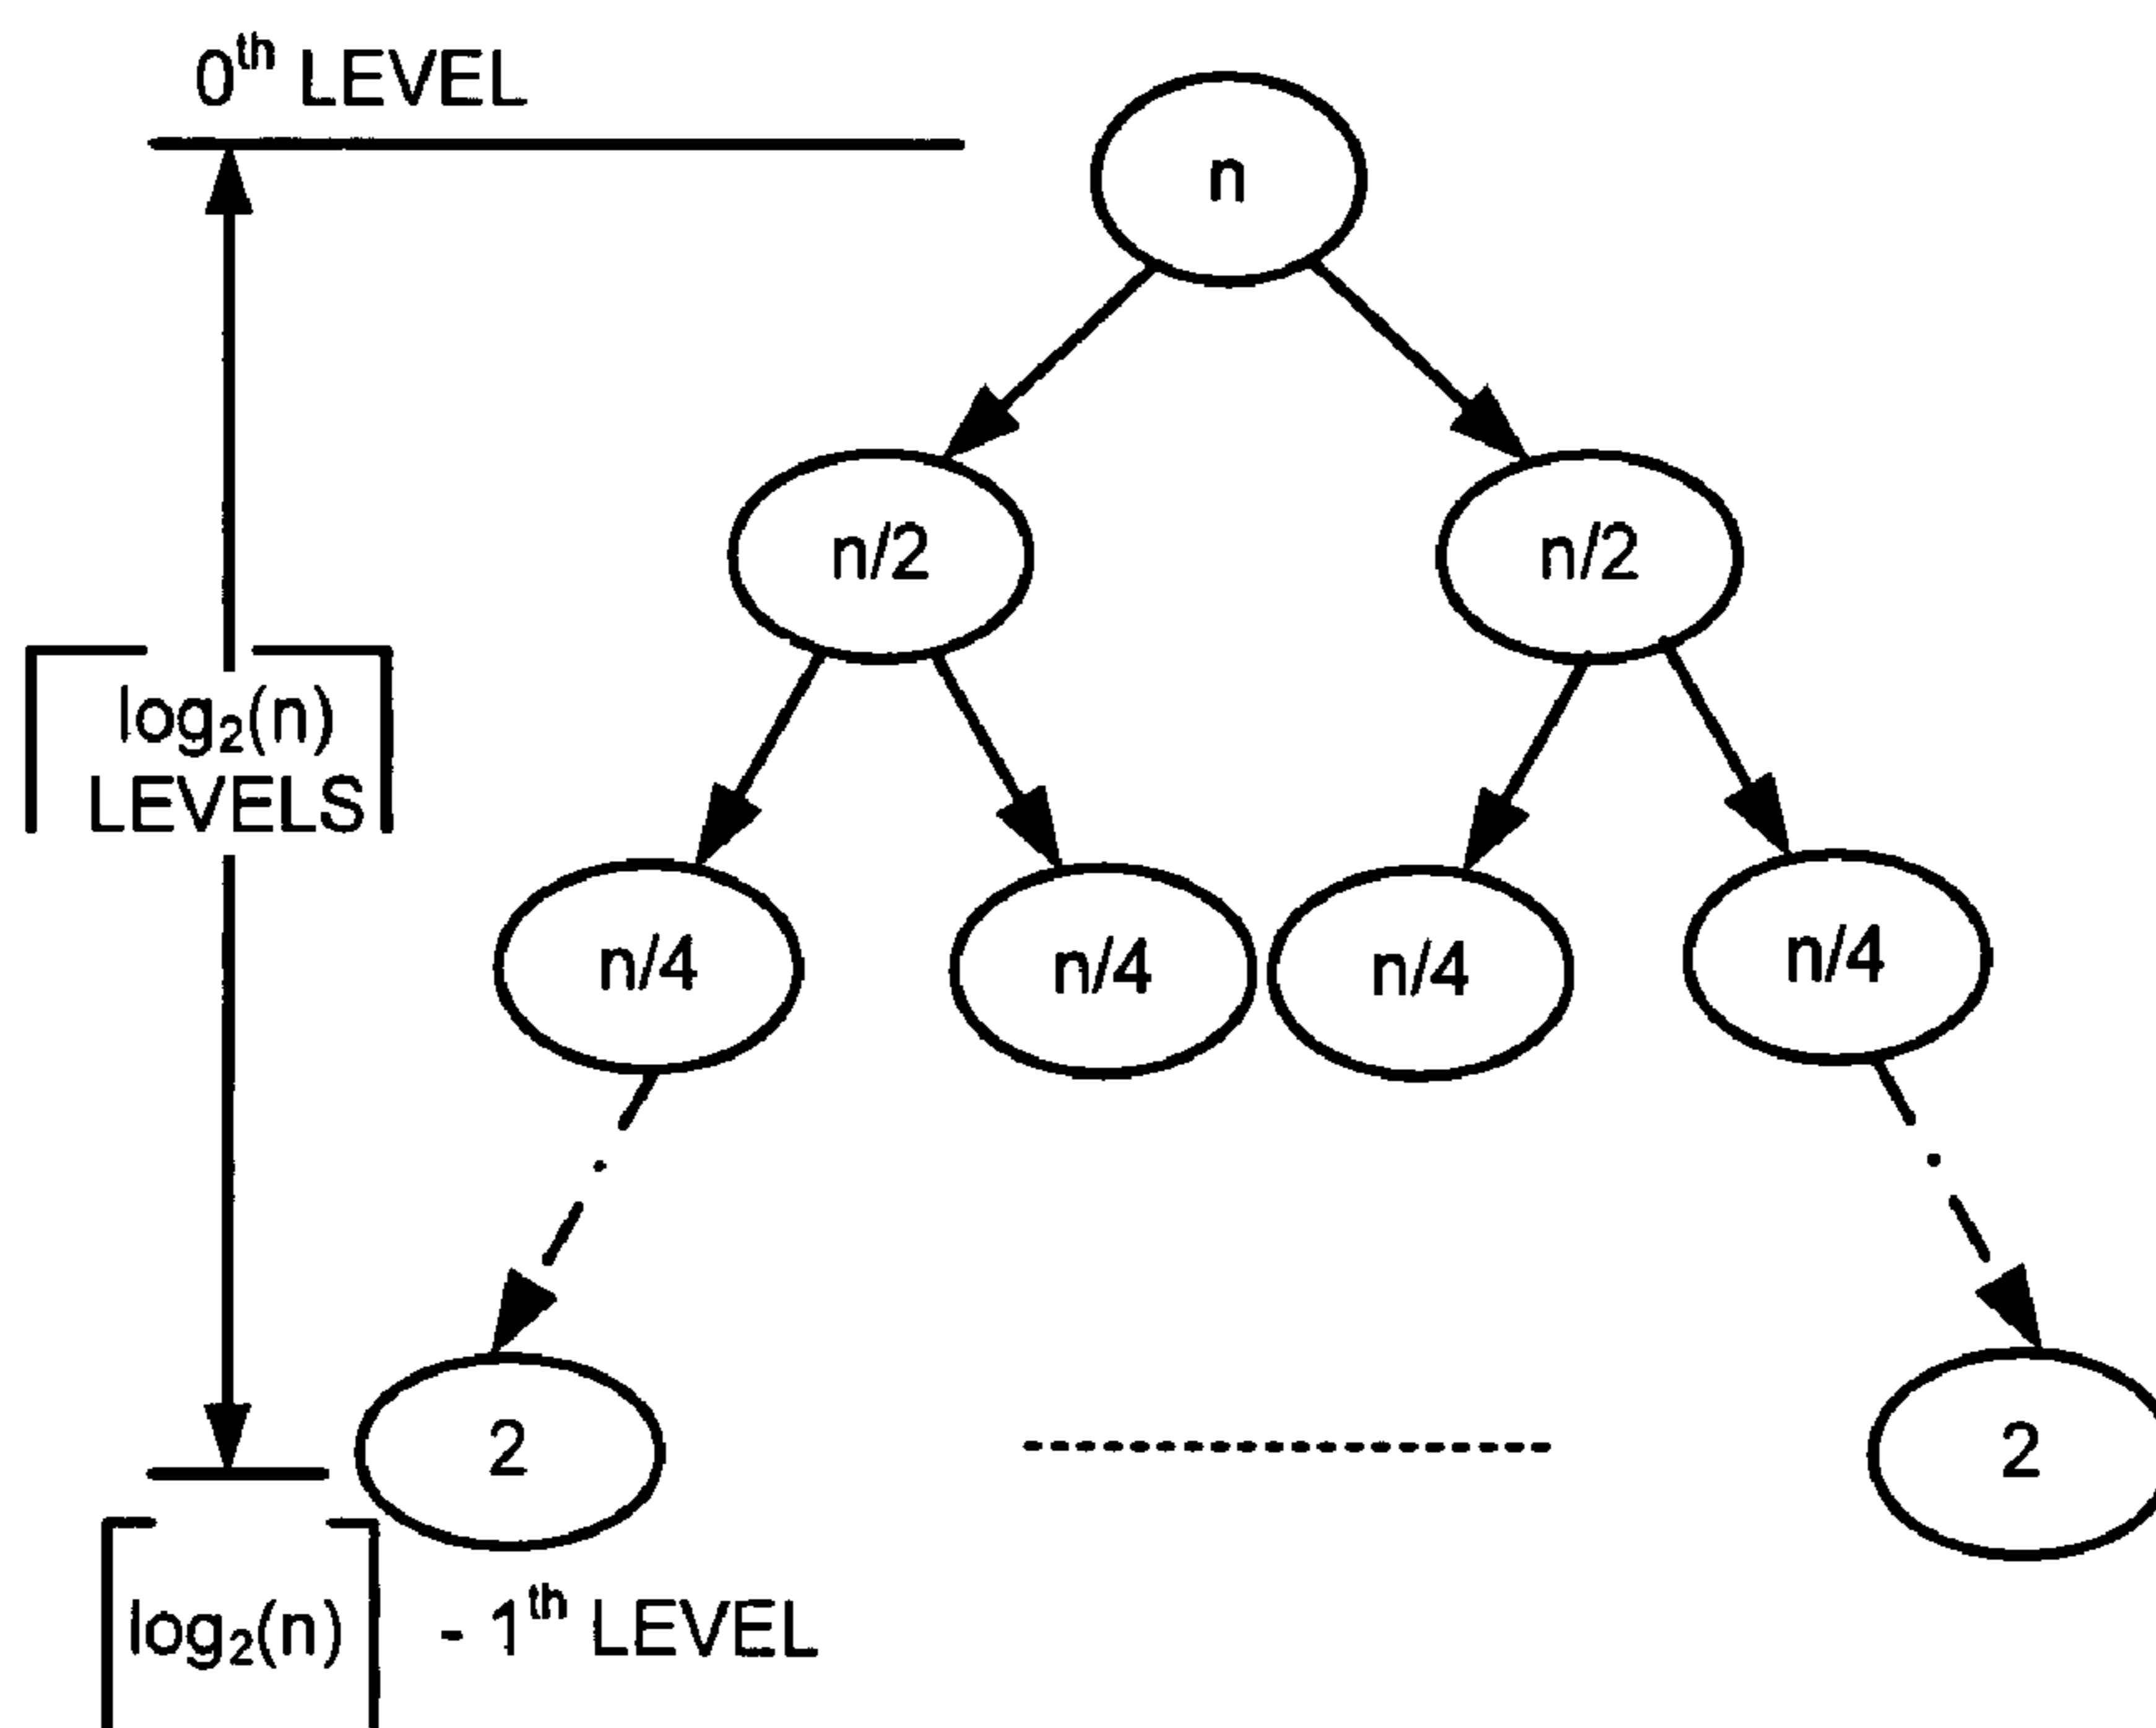 0th LEVEL
n
n/2 n/2
log2(n)
LEVELS
n/4 n/4 n/4 n/4
2 2
log2(n) - 1th LEVEL